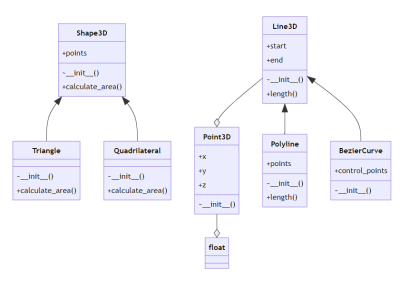 Shape3D
+points
-__init__()
+calculate_area()
Triangle
-__init__()
+calculate_area()
Quadrilateral
-__init__()
+calculate_area()
Line3D
+start
+end
-__init__()
+length()
Point3D
+x
+y
+z
-__init__()
Polyline
+points
-__init__()
+length()
BezierCurve
+control_points
-__init__()
float